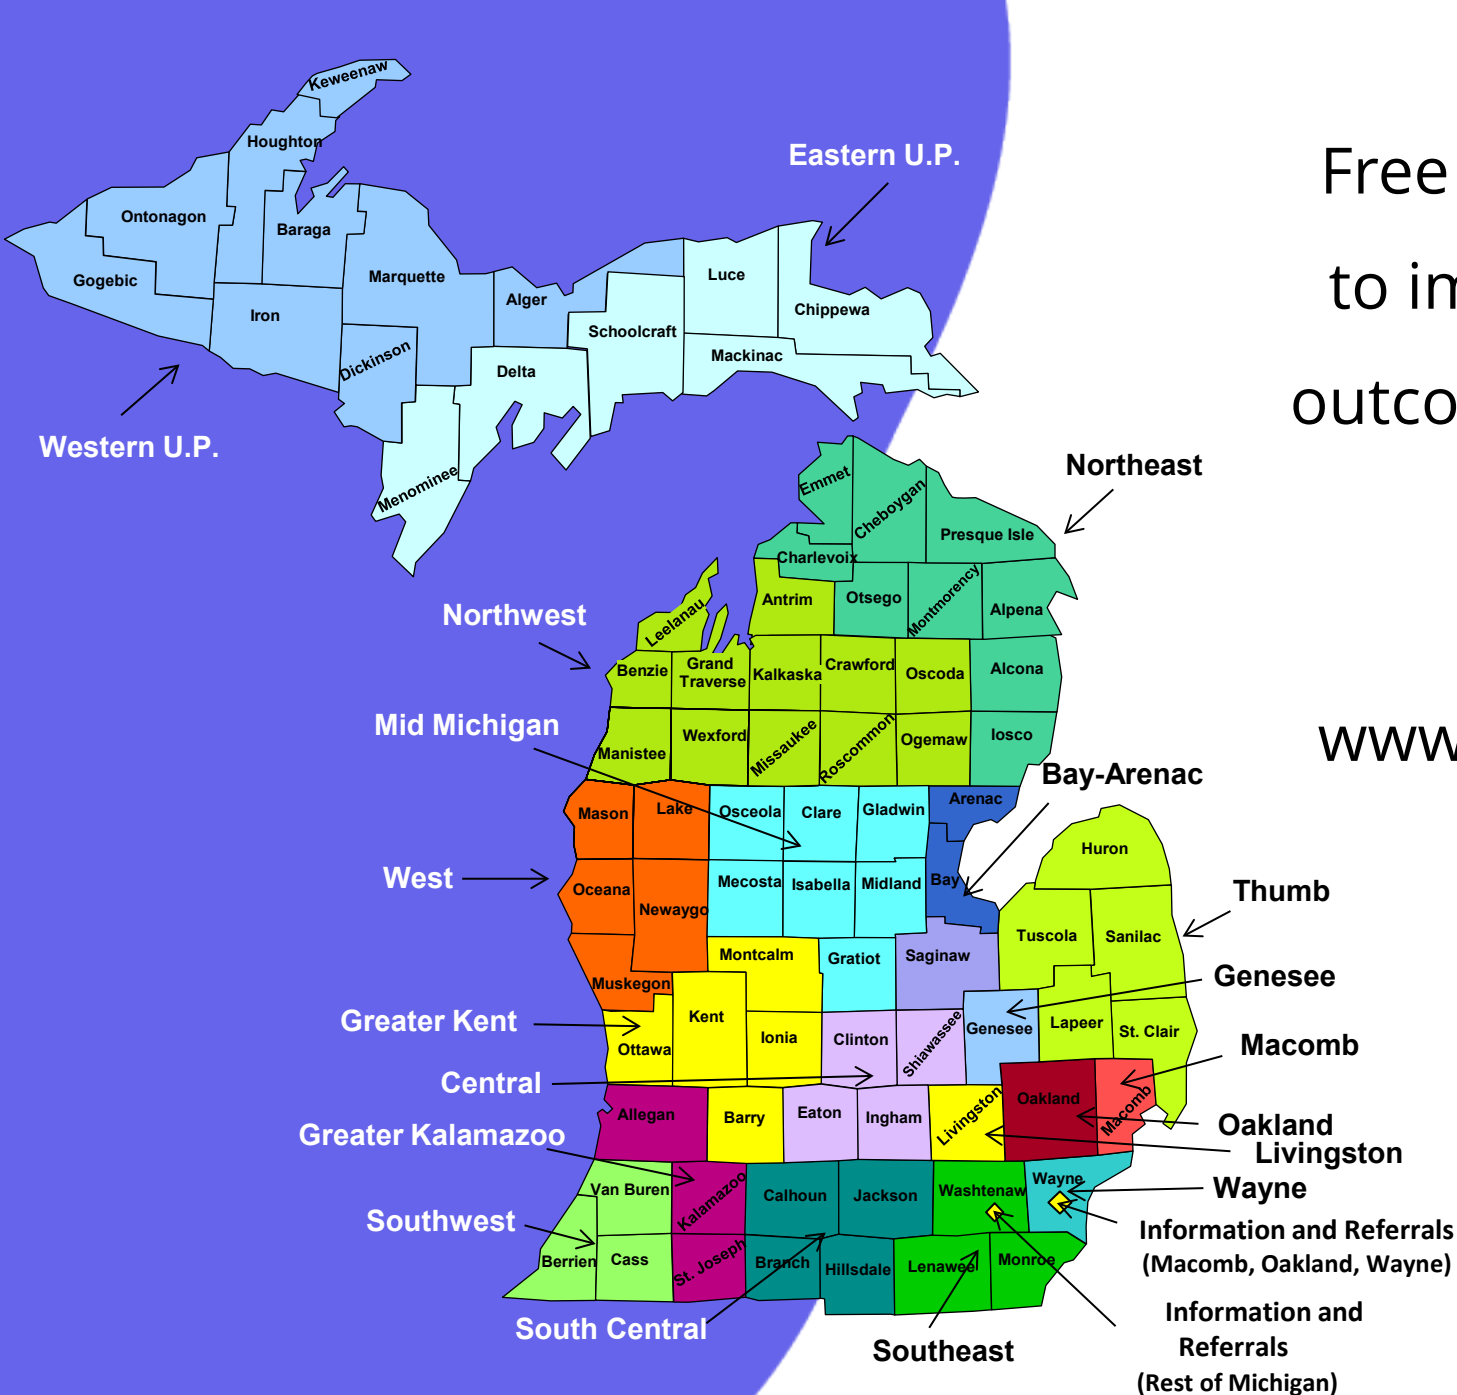 Keweenaw
Houghton
Ontonagon
Baraga
Gogebic
Iron
Marquette
Dickinson
Alger
Luce
Chippewa
Schoolcraft
Mackinac
Delta
Menominee
Eastern U.P.
Western U.P.
Free
to im
outco
www
Northeast
Emmet
Cheboygan
Presque Isle
Charlevoix
Antrim
Otsego
Montmorency
Alpena
Northwest
Leelanau
Benzie
Grand
Traverse
Kalkaska
Crawford
Oscoda
Alcona
Mid Michigan
Manistee
Wexford
Missaukee
Roscommon
Ogemaw
Iosco
Bay-Arenac
Mason
Lake
Osceola
Clare
Gladwin
Arenac
Huron
West
Oceana
Newaygo
Mecosta
Isabella
Midland
Bay
Thumb
Tuscola
Sanilac
Muskegon
Montcalm
Gratiot
Saginaw
Genesee
Greater Kent
Ottawa
Kent
Ionia
Clinton
Shiawassee
Genesee
Lapeer
St. Clair
Macomb
Central
Allegan
Barry
Eaton
Ingham
Livingston
Oakland
Macomb
Oakland
Livingston
Greater Kalamazoo
Van Buren
Kalamazoo
Calhoun
Jackson
Washtenaw
Wayne
Wayne
Southwest
Berrien
Cass
St. Joseph
Branch
Hillsdale
Lenawee
Monroe
Information and Referrals
(Macomb, Oakland, Wayne)
South Central
Southeast
Information and
Referrals
(Rest of Michigan)